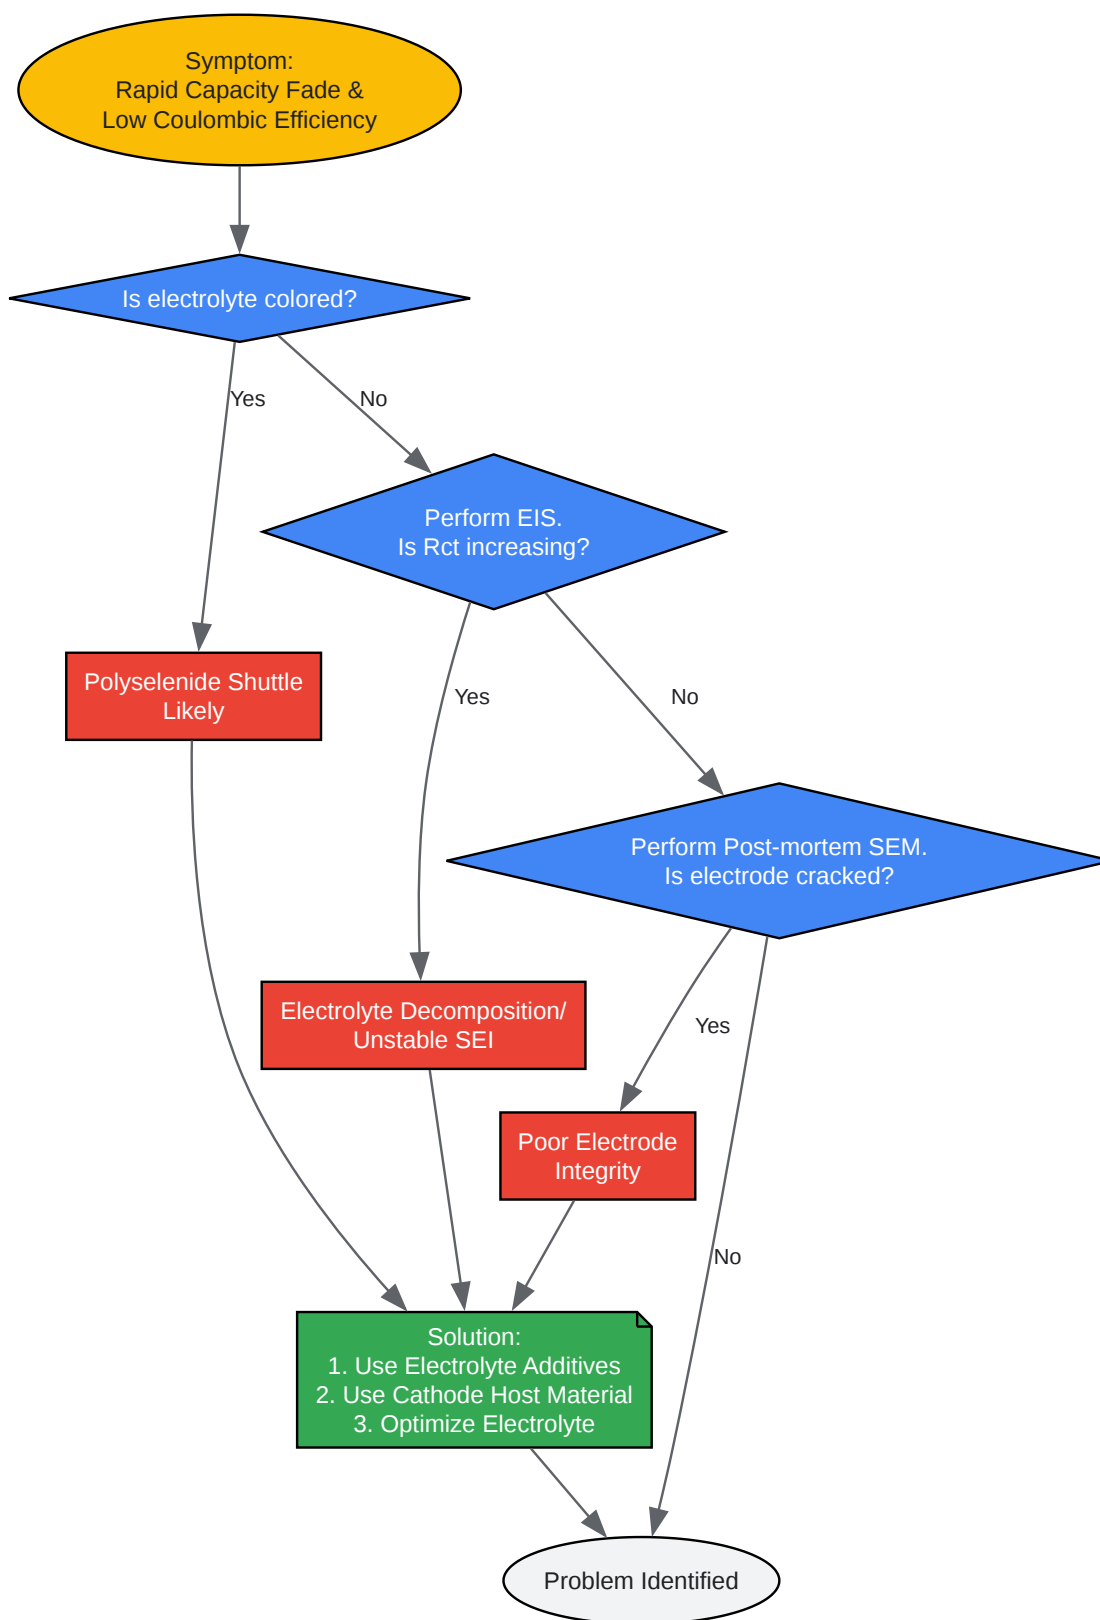 Symptom:
Rapid Capacity Fade &
Low Coulombic Efficiency
Is electrolyte colored?
Yes
No
Perform EIS.
Is Rct increasing?
Polyselenide Shuttle
Likely
Yes
No
Perform Post-mortem SEM.
Is electrode cracked?
Electrolyte Decomposition/
Unstable SEI
Yes
Poor Electrode
Integrity
No
Solution:
1. Use Electrolyte Additives
2. Use Cathode Host Material
3. Optimize Electrolyte
Problem Identified